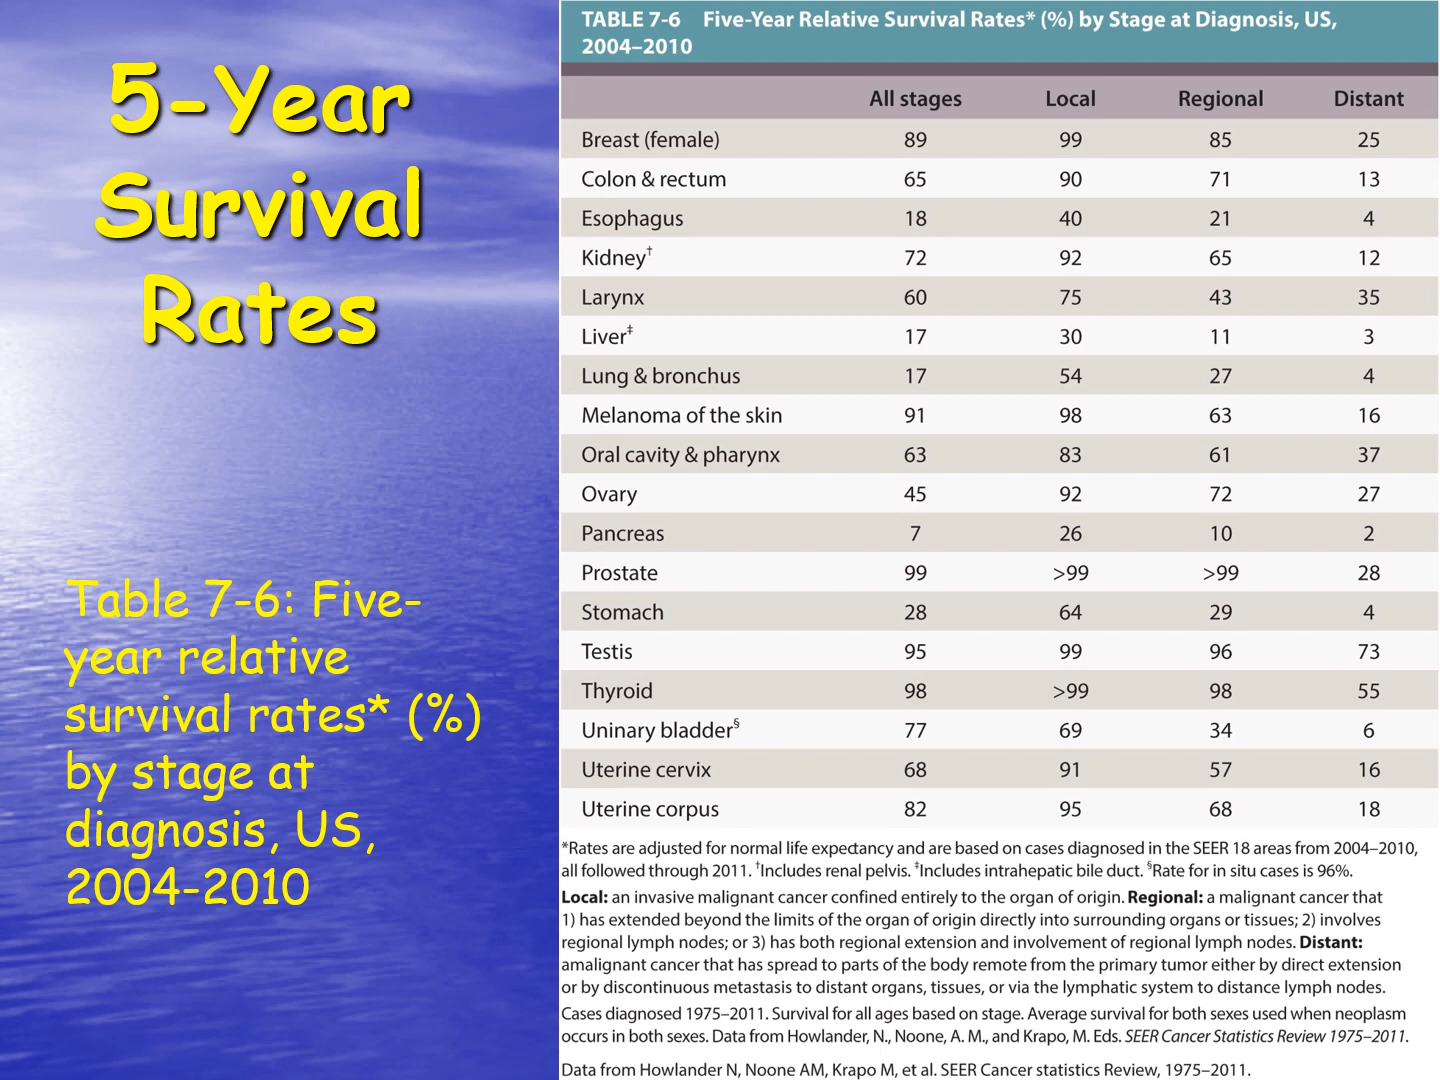 5-Year
Survival
Rates
Table 7-6: Five-
year relative
survival rates* (%)
by stage at
diagnosis, US,
2004-2010
TABLE 7-6 Five-Year Relative Survival Rates* (%) by Stage at Diagnosis, US,
2004–2010
All stages Local Regional Distant
Breast (female) 89 99 85 25
Colon & rectum 65 90 71 13
Esophagus 18 40 21 4
Kidney† 72 92 65 12
Larynx 60 75 43 35
Liver‡ 17 30 11 3
Lung & bronchus 17 54 27 4
Melanoma of the skin 91 98 63 16
Oral cavity & pharynx 63 83 61 37
Ovary 45 92 72 27
Pancreas 7 26 10 2
Prostate 99 >99 >99 28
Stomach 28 64 29 4
Testis 95 99 96 73
Thyroid 98 >99 98 55
Uninary bladder§ 77 69 34 6
Uterine cervix 68 91 57 16
Uterine corpus 82 95 68 18
*Rates are adjusted for normal life expectancy and are based on cases diagnosed in the SEER 18 areas from 2004–2010,
all followed through 2011. †Includes renal pelvis. ‡Includes intrahepatic bile duct. §Rate for in situ cases is 96%.
Local: an invasive malignant cancer confined entirely to the organ of origin. Regional: a malignant cancer that
1) has extended beyond the limits of the organ of origin directly into surrounding organs or tissues; 2) involves
regional lymph nodes; or 3) has both regional extension and involvement of regional lymph nodes. Distant:
amalignant cancer that has spread to parts of the body remote from the primary tumor either by direct extension
or by discontinuous metastasis to distant organs, tissues, or via the lymphatic system to distance lymph nodes.
Cases diagnosed 1975–2011. Survival for all ages based on stage. Average survival for both sexes used when neoplasm
occurs in both sexes. Data from Howlander, N., Noone, A. M., and Krapo, M. Eds. SEER Cancer Statistics Review 1975–2011.
Data from Howlander N, Noone AM, Krapo M, et al. SEER Cancer statistics Review, 1975–2011.